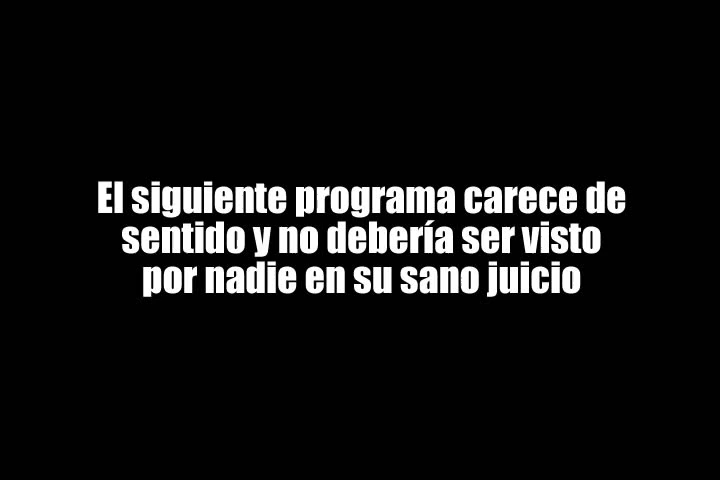 El siguiente programa carece de
sentido y no debería ser visto
por nadie en su sano juicio